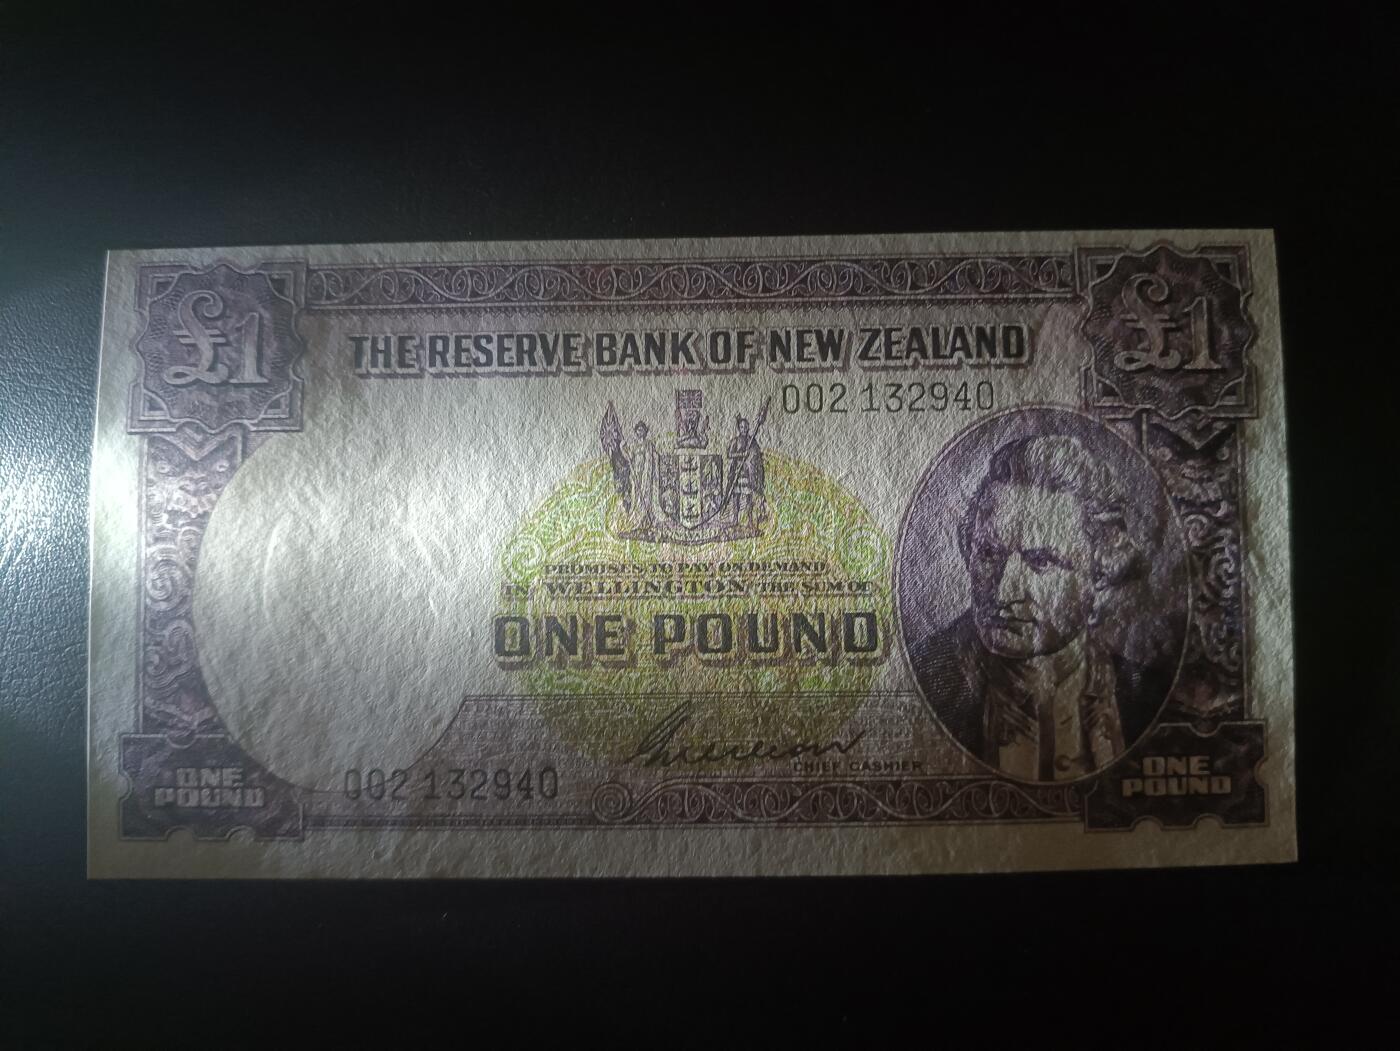 £1 £1
THE RESERVE BANK OF NEW ZEALAND
002 132940
PROMISES TO PAY ON DEMAND
IN WELLINGTON THE SUM OF
ONE POUND
CHIEF CASHIER
002 132940
ONE
POUND
ONE
POUND